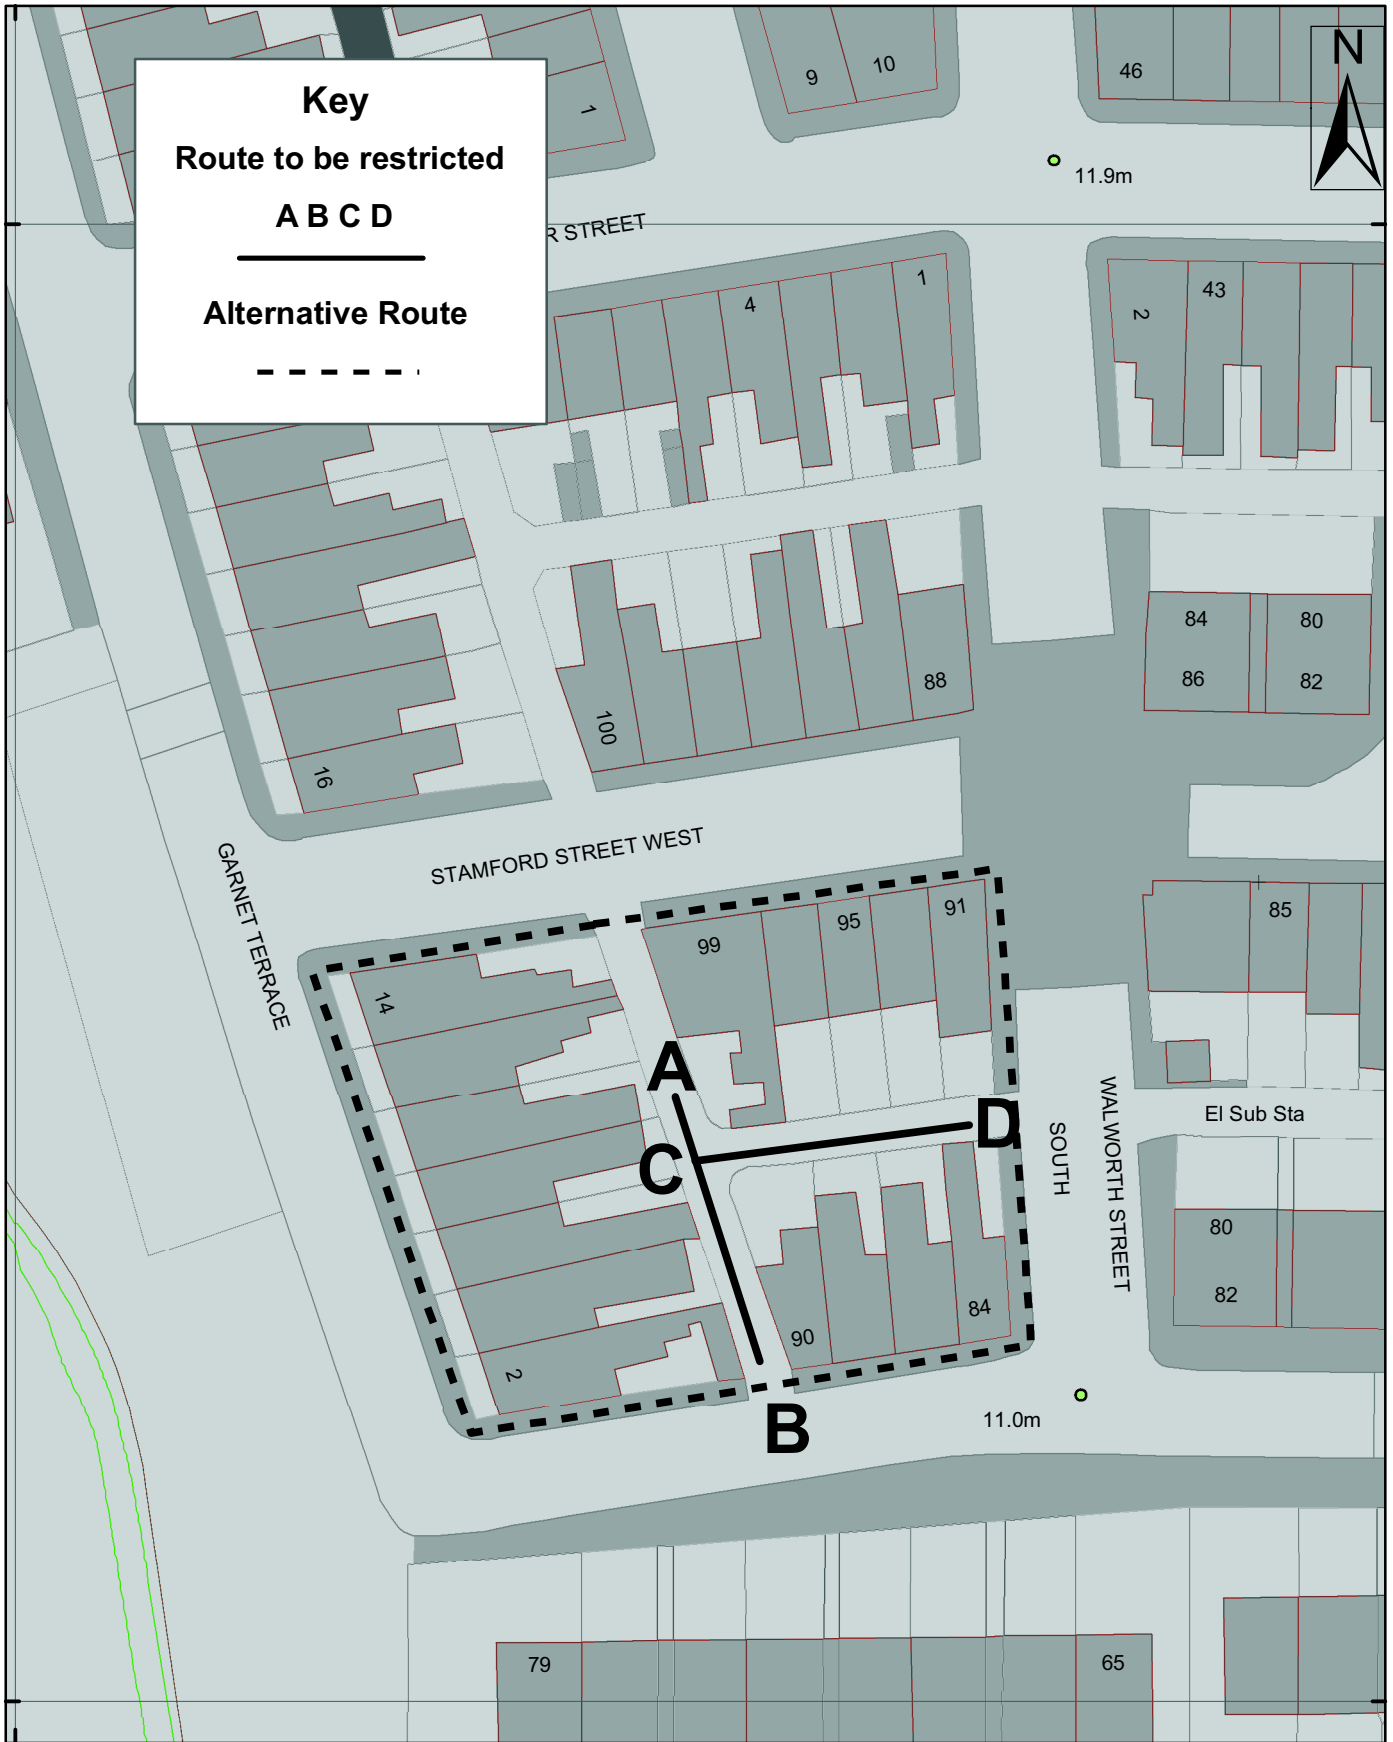 N
Key
Route to be restricted
A B C D
Alternative Route
1
9
10
46
11.9m
R STREET
4
1
2
43
84
80
86
82
88
100
16
STAMFORD STREET WEST
GARNET TERRACE
99
95
91
85
14
A
D
C
El Sub Sta
SOUTH
WALWORTH STREET
80
82
84
90
2
B
11.0m
79
65